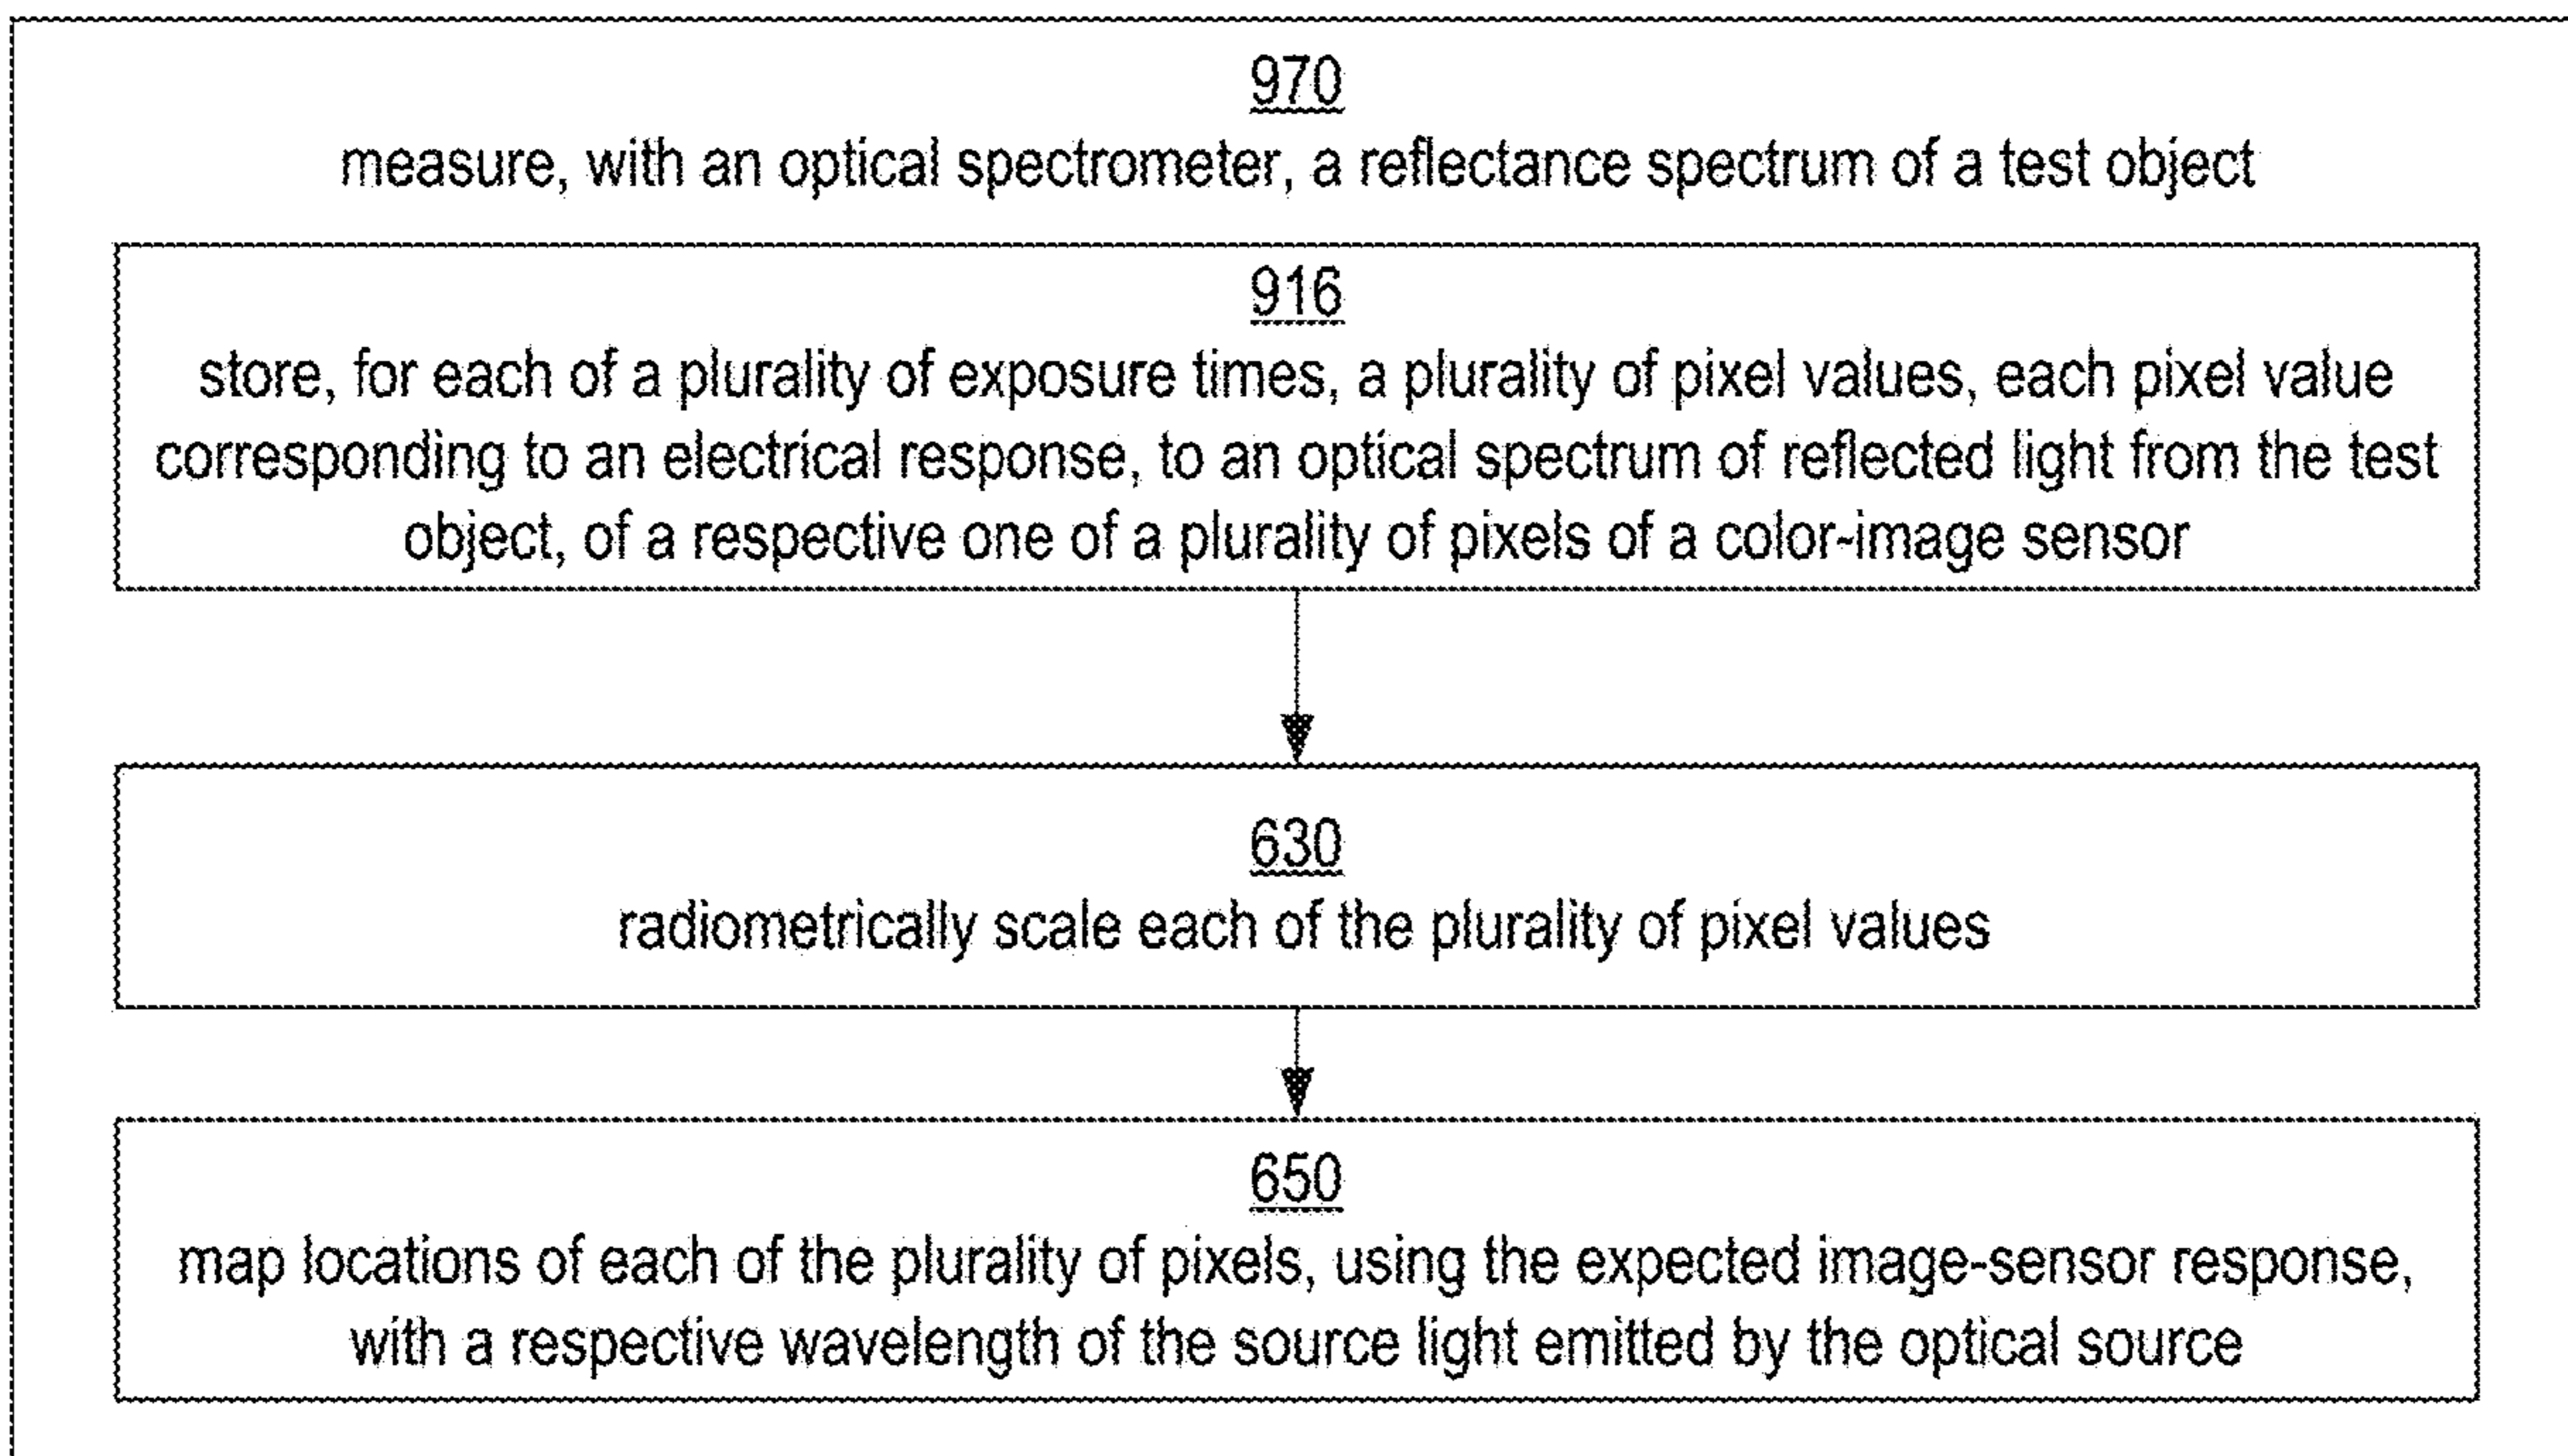 970
measure, with an optical spectrometer, a reflectance spectrum of a test object
916
store, for each of a plurality of exposure times, a plurality of pixel values, each pixel value
corresponding to an electrical response, to an optical spectrum of reflected light from the test
object, of a respective one of a plurality of pixels of a color-image sensor
630
radiometrically scale each of the plurality of pixel values
650
map locations of each of the plurality of pixels, using the expected image-sensor response,
with a respective wavelength of the source light emitted by the optical source